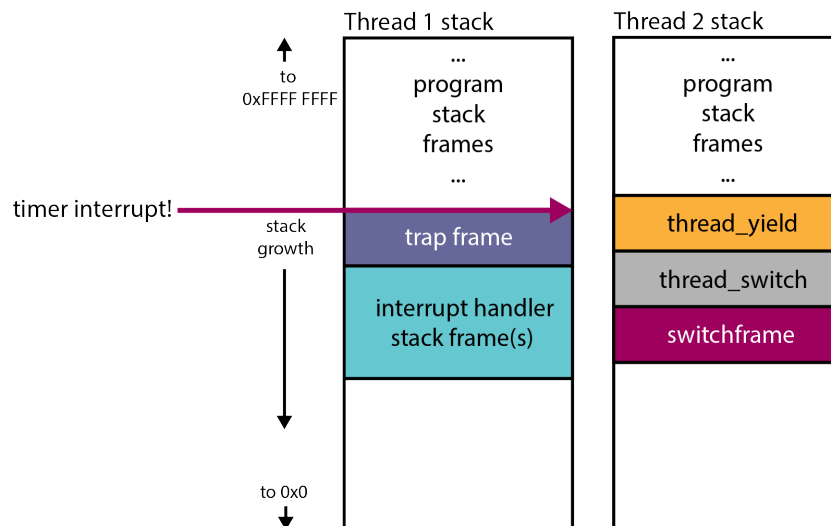 Thread 1 stack
Thread 2 stack
to
0xFFFF FFFF
...
program
stack
frames
...
...
program
stack
frames
...
timer interrupt!
stack
growth
trap frame
interrupt handler
stack frame(s)
thread_yield
thread_switch
switchframe
to 0x0